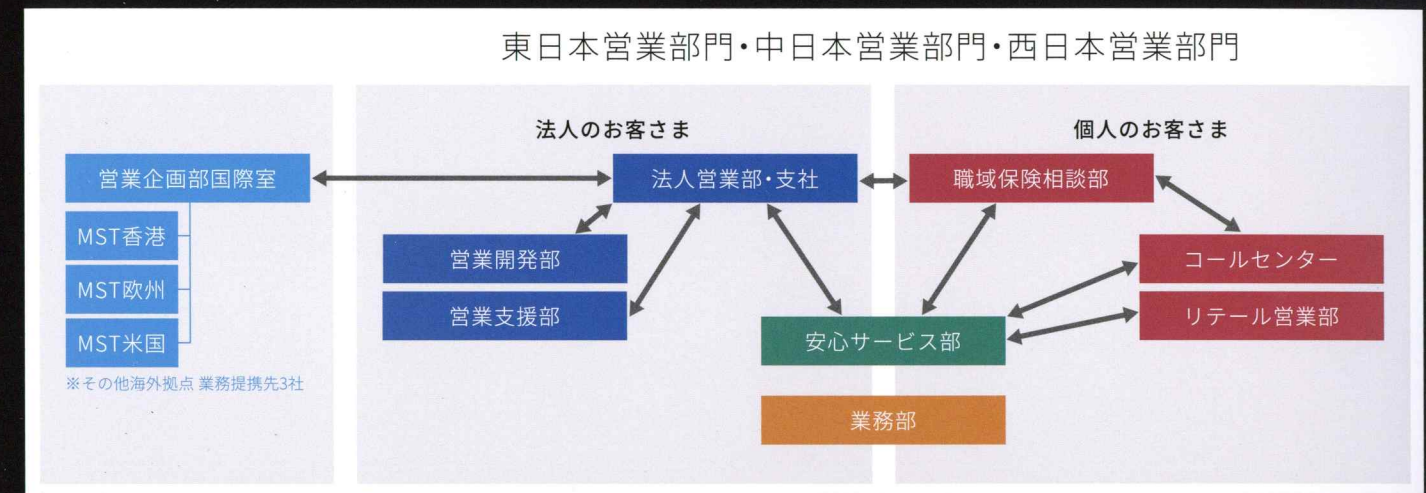 東日本営業部門・中日本営業部門・西日本営業部門
営業企画部国際室
MST香港
MST欧州
MST米国
※その他海外拠点 業務提携先3社
法人のお客さま
法人営業部・支社
営業開発部
営業支援部
個人のお客さま
職域保険相談部
コールセンター
リテール営業部
安心サービス部
業務部